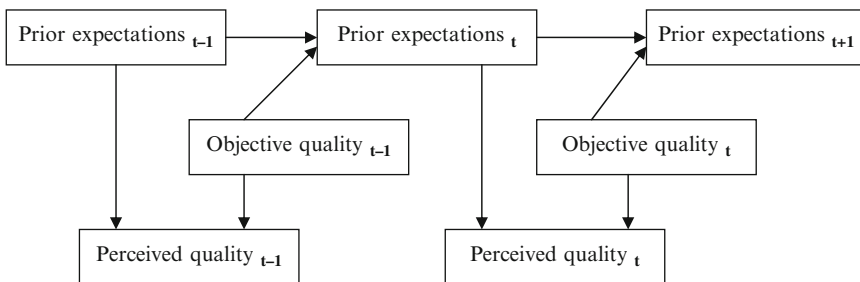 Prior expectations t–1
Prior expectations t
Prior expectations t+1
Objective quality t–1
Objective quality t
Perceived quality t–1
Perceived quality t